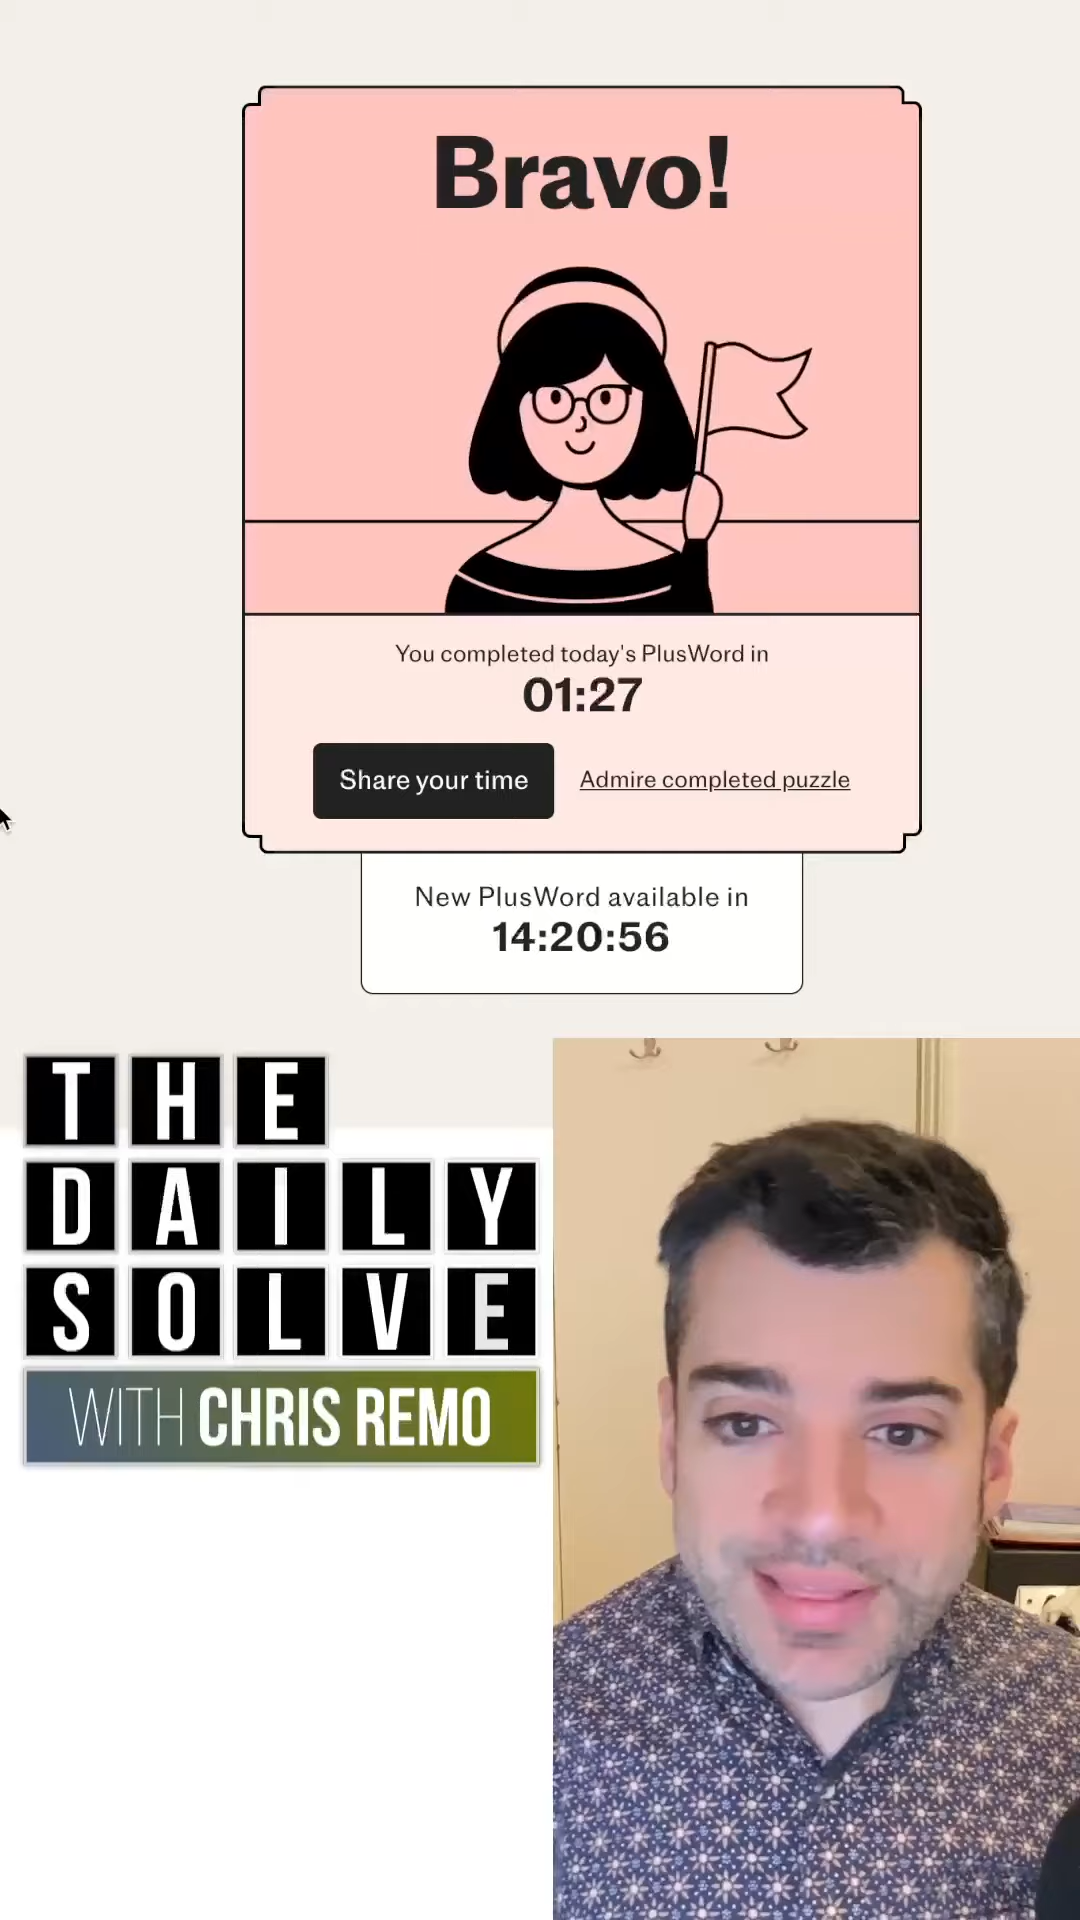 Bravo!
You completed today's PlusWord in
01:27
Share your time
Admire completed puzzle
New PlusWord available in
14:20:56
THE
DAILY
SOLVE
WITH CHRIS REMO